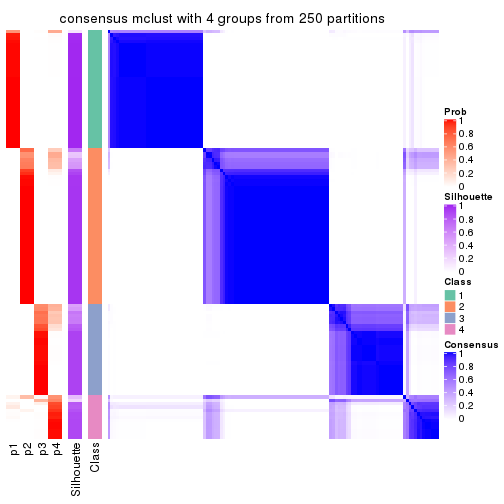 consensus mclust with 4 groups from 250 partitions
Prob
1
0.8
0.6
0.4
0.2
0
Silhouette
1
0.8
0.6
0.4
0.2
0
Class
1
2
3
4
Consensus
1
0.8
0.6
0.4
0.2
0
p1
p2
p3
p4
Silhouette
Class